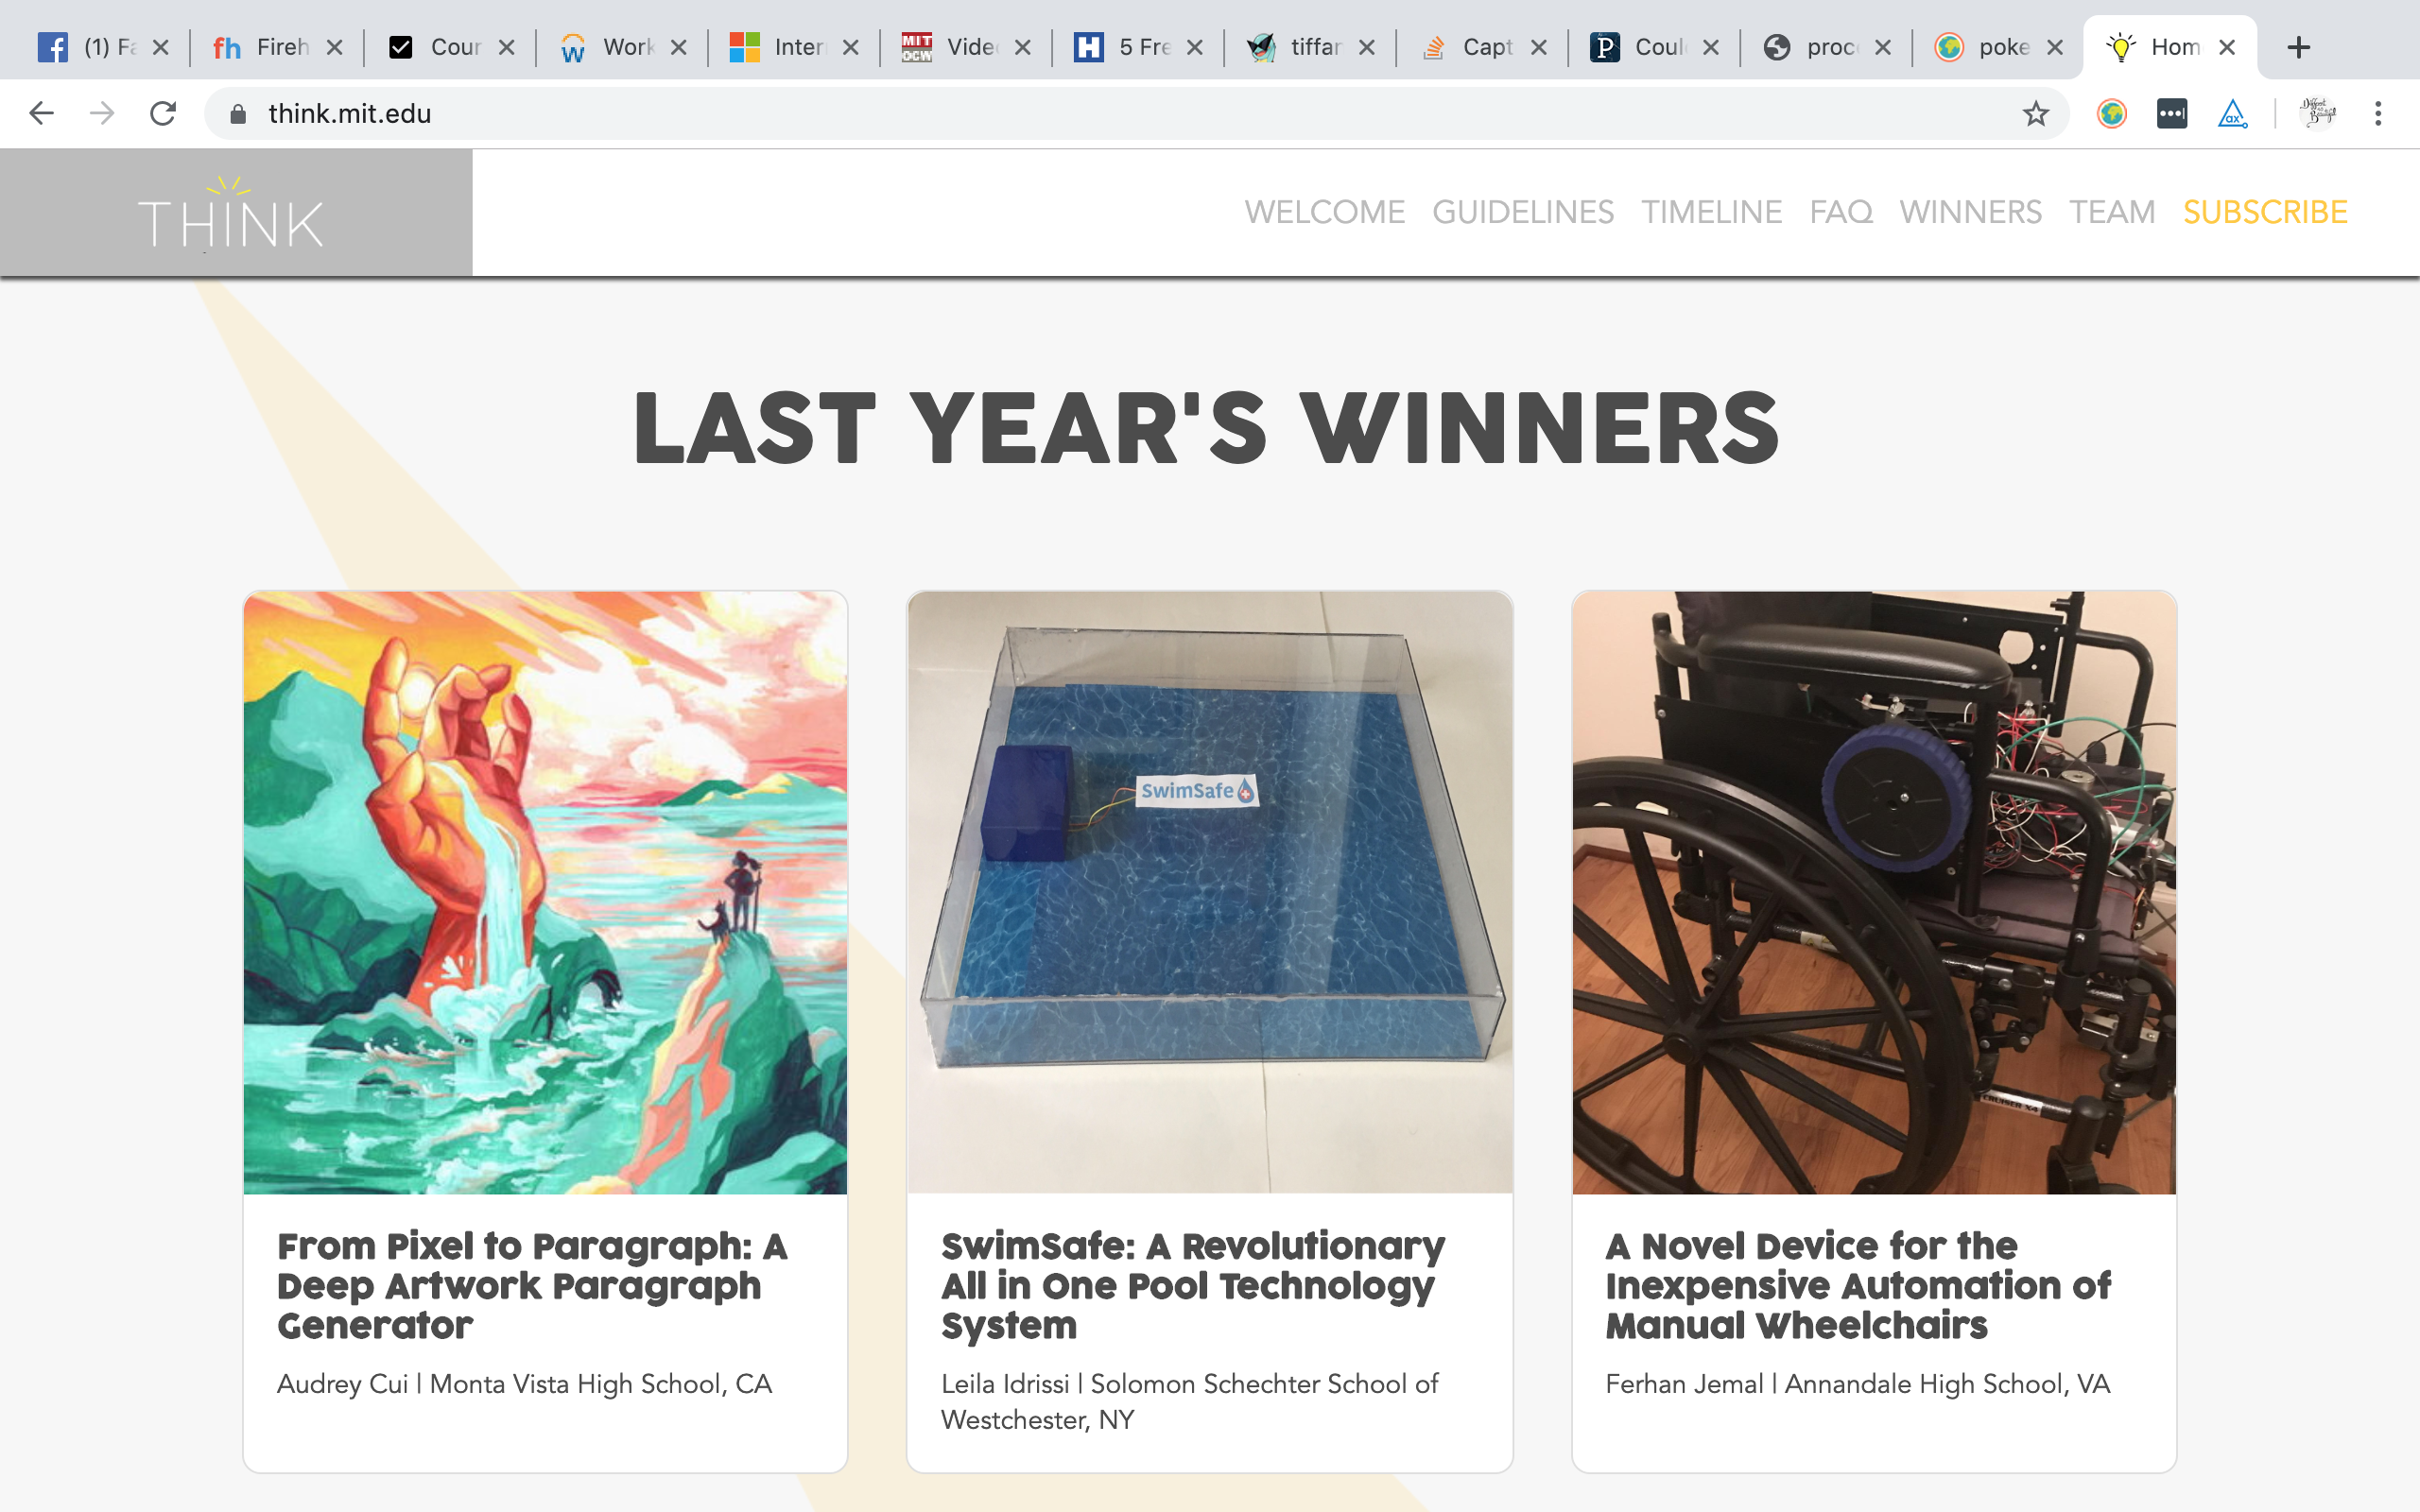 (1) Fa
Fireh
Cour
Work
Inter
Vide
5 Fre
tiffar
Capt
Coul
proc
poke
Hom
think.mit.edu
THINK
WELCOME GUIDELINES TIMELINE FAQ WINNERS TEAM SUBSCRIBE
LAST YEAR'S WINNERS
SwimSafe
CRUISER X4
From Pixel to Paragraph: A
Deep Artwork Paragraph
Generator
Audrey Cui | Monta Vista High School, CA
SwimSafe: A Revolutionary
All in One Pool Technology
System
Leila Idrissi | Solomon Schechter School of
Westchester, NY
A Novel Device for the
Inexpensive Automation of
Manual Wheelchairs
Ferhan Jemal | Annandale High School, VA